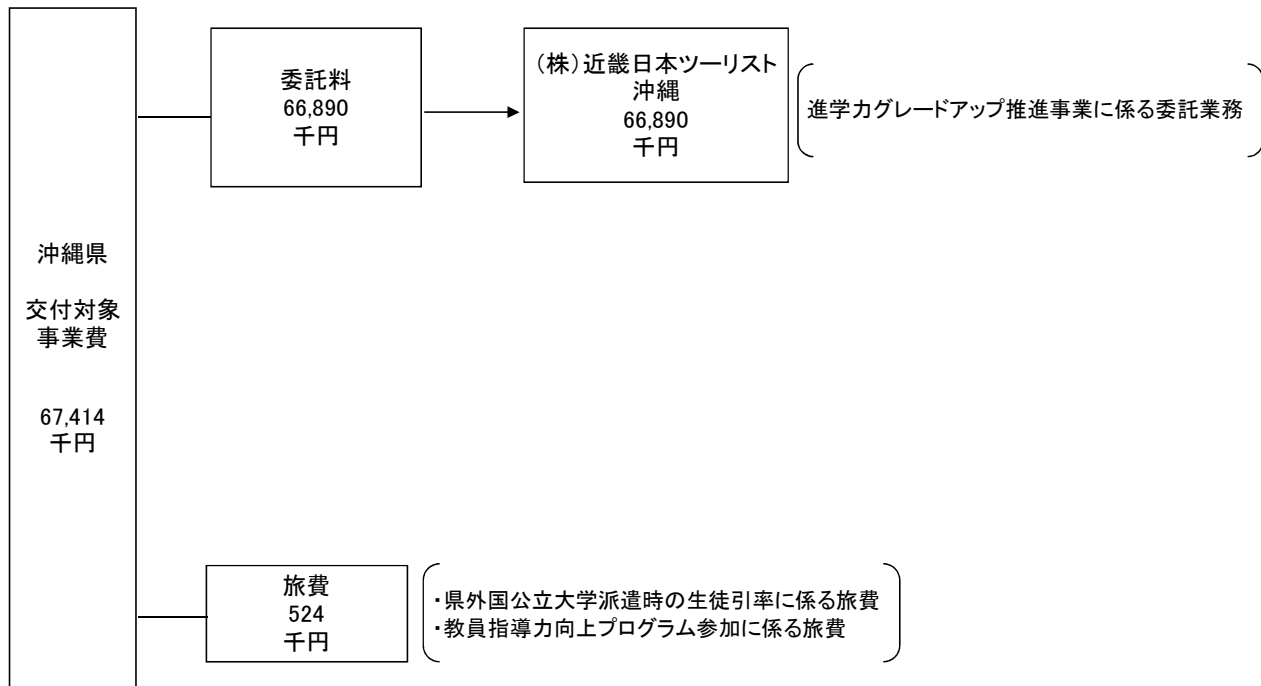 沖縄県
交付対象
事業費
67,414
千円
委託料
66,890
千円
(株)近畿日本ツーリスト
沖縄
66,890
千円
進学力グレードアップ推進事業に係る委託業務
旅費
524
千円
・県外国公立大学派遣時の生徒引率に係る旅費
・教員指導力向上プログラム参加に係る旅費